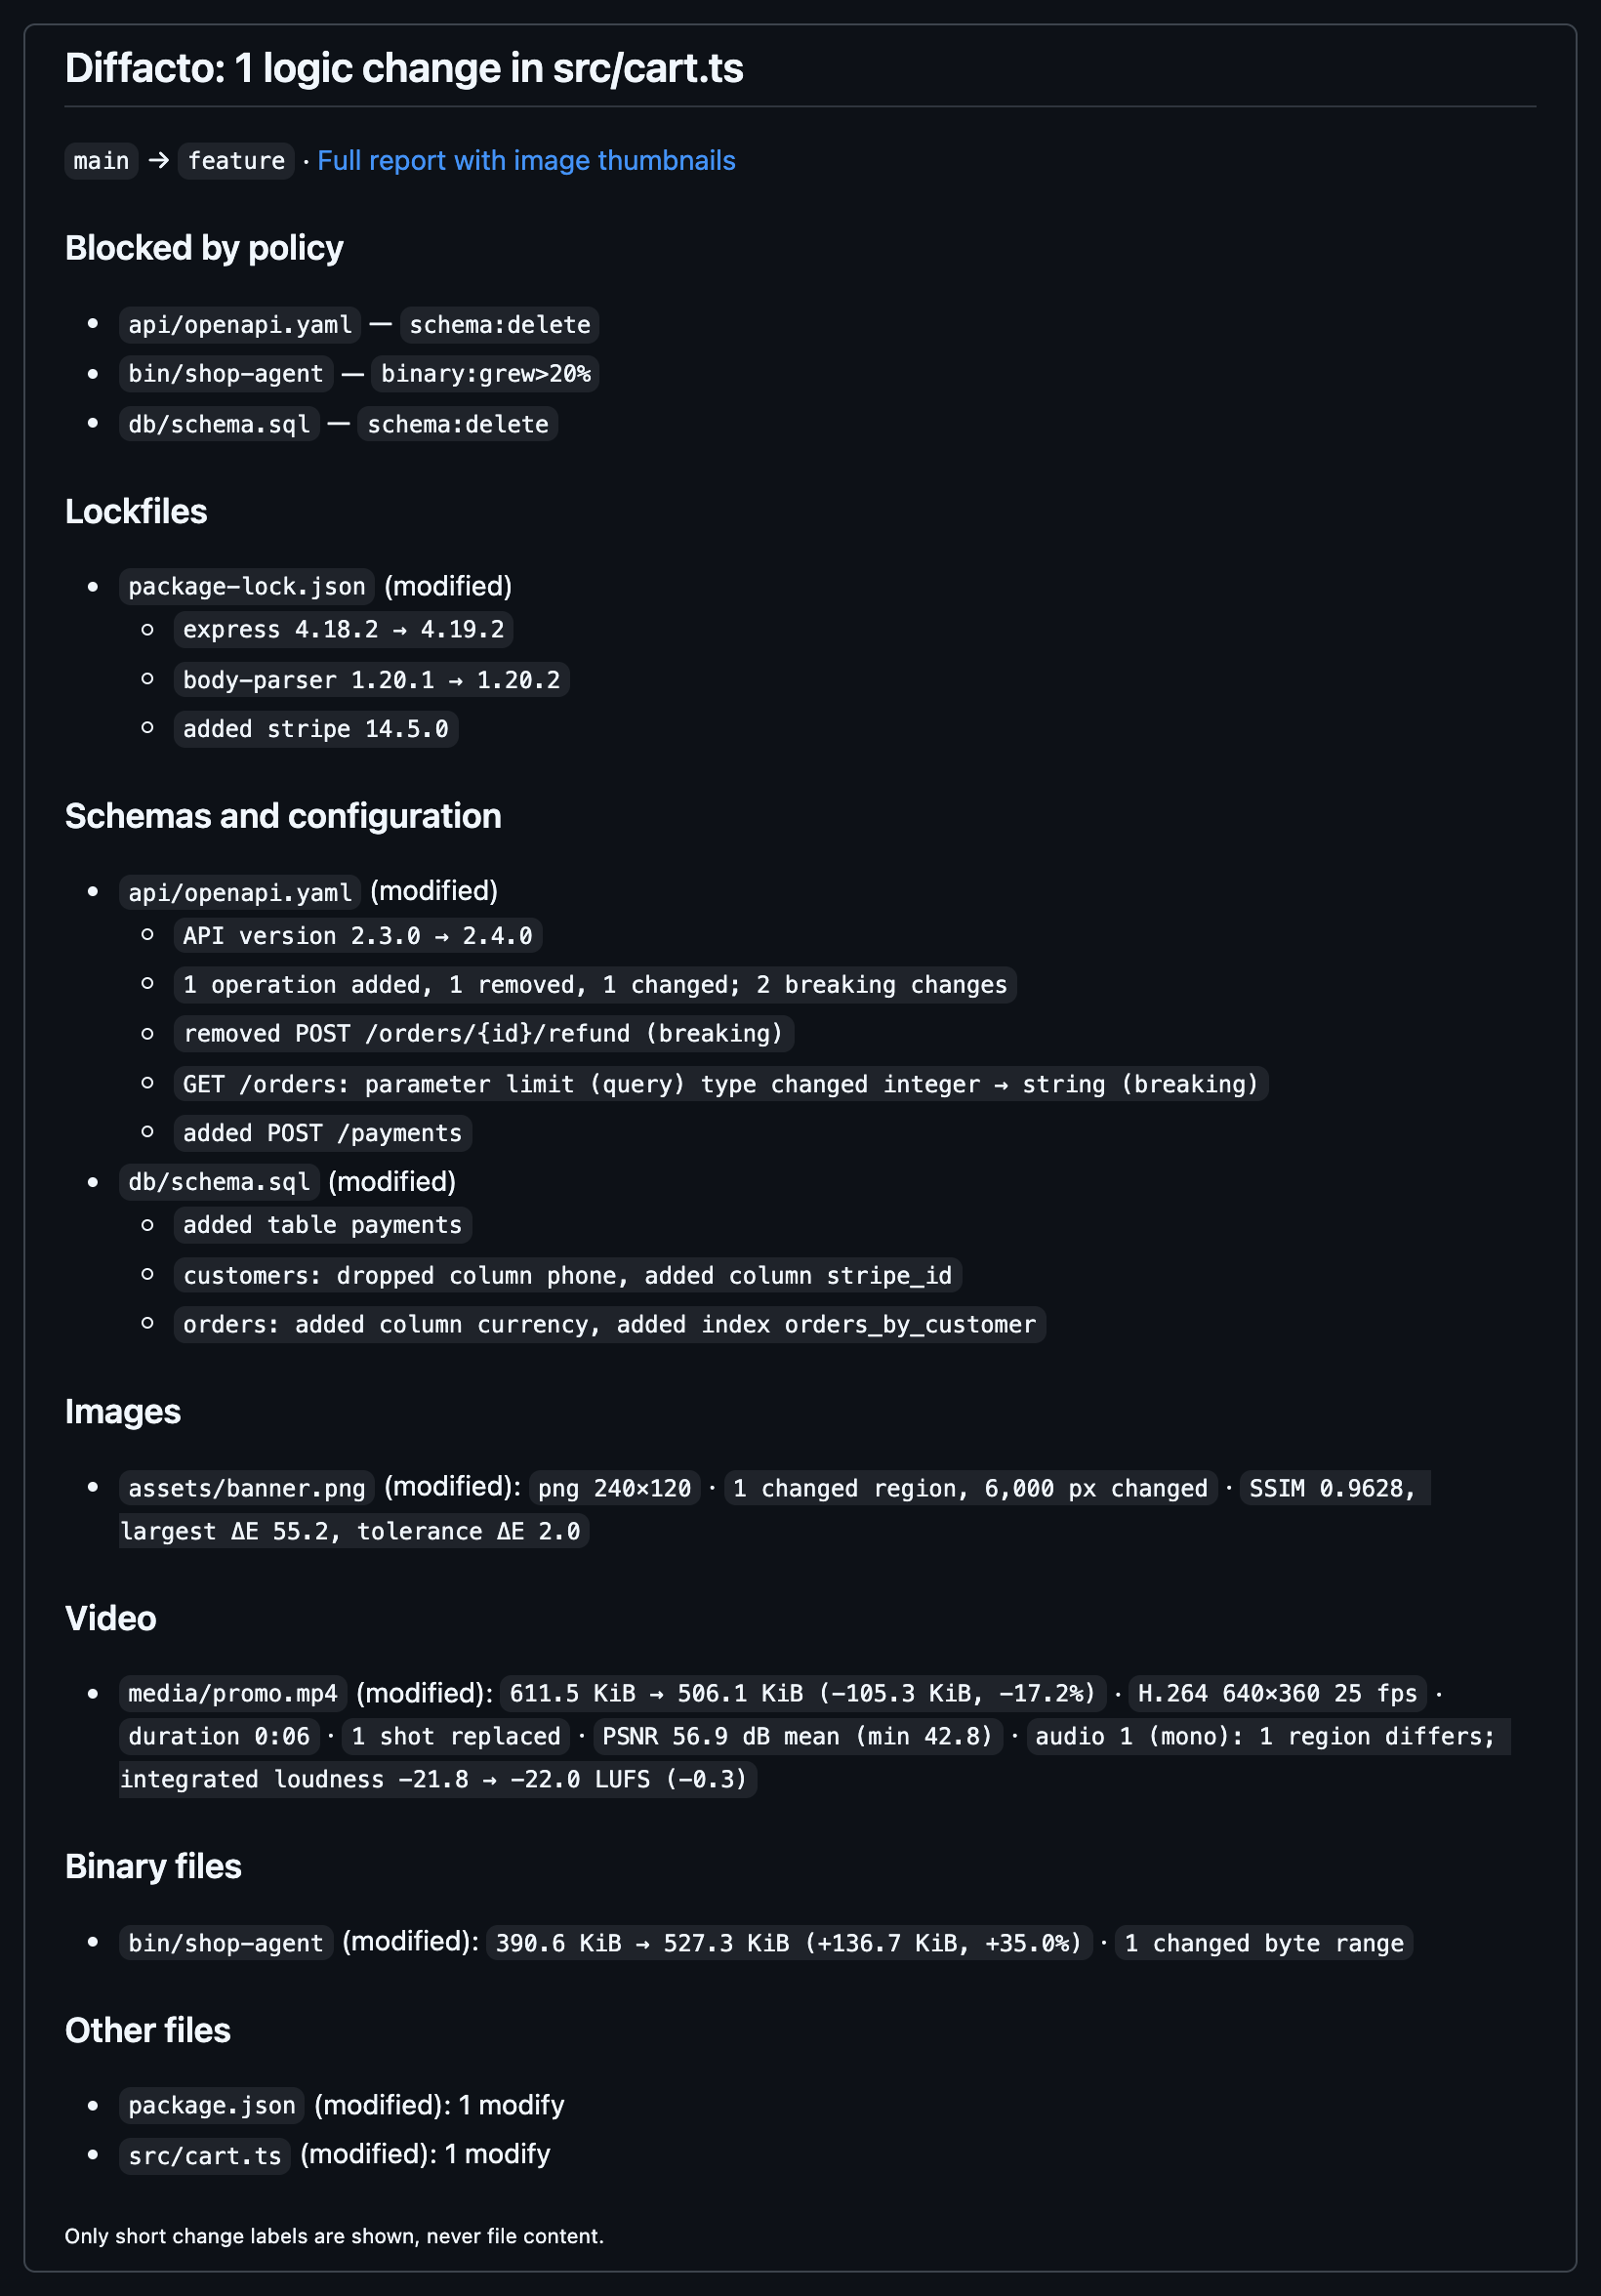 Diffacto: 1 logic change in src/cart.ts
main → feature · Full report with image thumbnails
Blocked by policy
• api/openapi.yaml — schema:delete
• bin/shop-agent — binary:grew>20%
• db/schema.sql — schema:delete
Lockfiles
• package-lock.json (modified)
○ express 4.18.2 → 4.19.2
○ body-parser 1.20.1 → 1.20.2
○ added stripe 14.5.0
Schemas and configuration
• api/openapi.yaml (modified)
○ API version 2.3.0 → 2.4.0
○ 1 operation added, 1 removed, 1 changed; 2 breaking changes
○ removed POST /orders/{id}/refund (breaking)
○ GET /orders: parameter limit (query) type changed integer → string (breaking)
○ added POST /payments
• db/schema.sql (modified)
○ added table payments
○ customers: dropped column phone, added column stripe_id
○ orders: added column currency, added index orders_by_customer
Images
• assets/banner.png (modified): png 240×120 · 1 changed region, 6,000 px changed · SSIM 0.9628,
largest ΔE 55.2, tolerance ΔE 2.0
Video
• media/promo.mp4 (modified): 611.5 KiB → 506.1 KiB (−105.3 KiB, −17.2%) · H.264 640×360 25 fps ·
duration 0:06 · 1 shot replaced · PSNR 56.9 dB mean (min 42.8) · audio 1 (mono): 1 region differs;
integrated loudness −21.8 → −22.0 LUFS (−0.3)
Binary files
• bin/shop-agent (modified): 390.6 KiB → 527.3 KiB (+136.7 KiB, +35.0%) · 1 changed byte range
Other files
• package.json (modified): 1 modify
• src/cart.ts (modified): 1 modify
Only short change labels are shown, never file content.